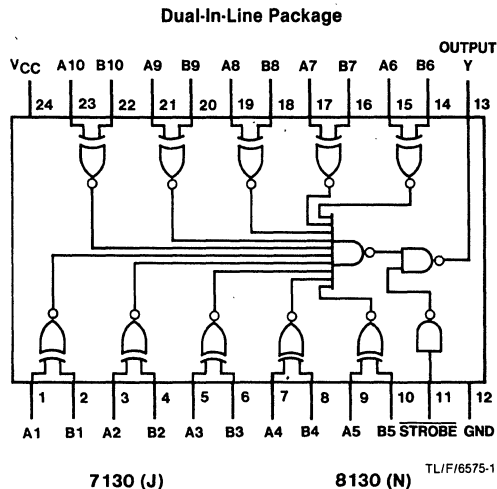 Dual-In-Line Package
OUTPUT
VCC A10 B10 A9 B9 A8 B8 A7 B7 A6 B6 Y
24 23 22 21 20 19 18 17 16 15 14 13
1 2 3 4 5 6 7 8 9 10 11 12
A1 B1 A2 B2 A3 B3 A4 B4 A5 B5 STROBE GND
TL/F/6575-1
7130 (J) 8130 (N)